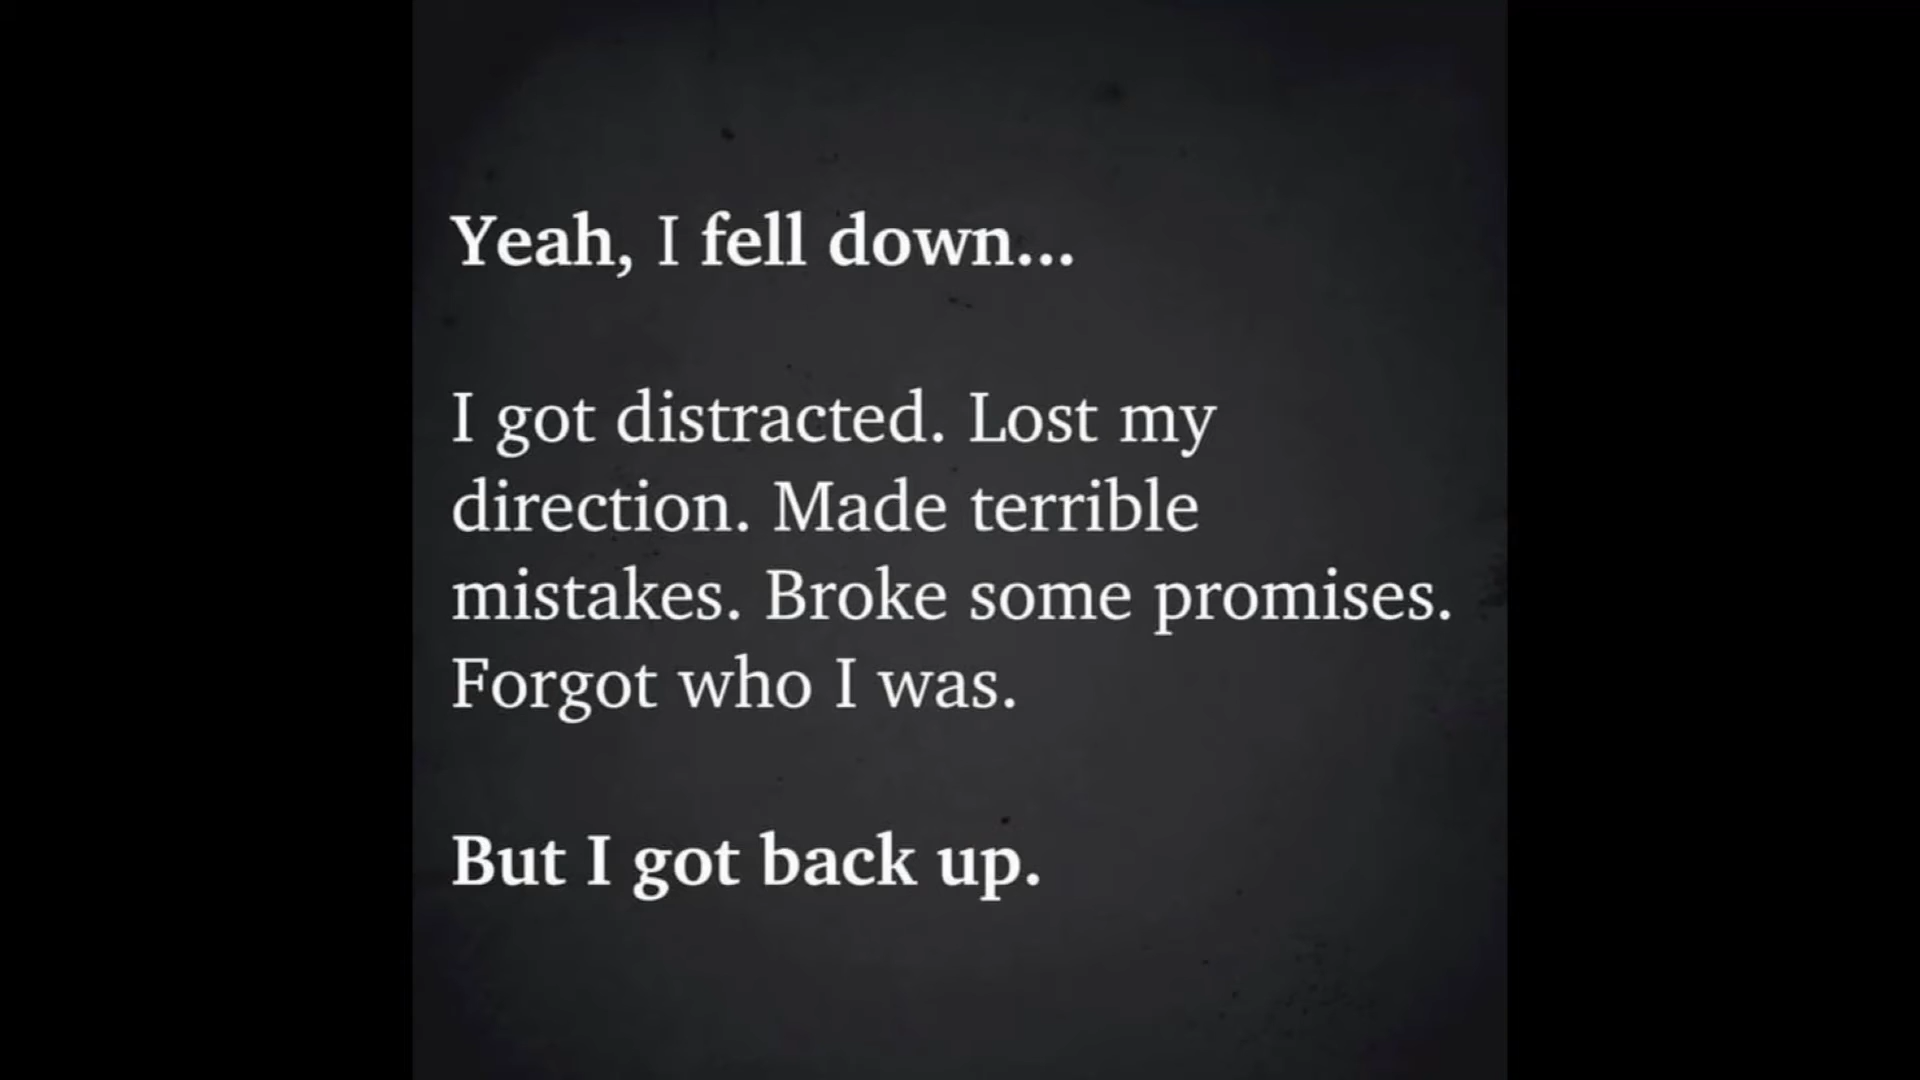 Yeah, I fell down...
I got distracted. Lost my
direction. Made terrible
mistakes. Broke some promises.
Forgot who I was.
But I got back up.